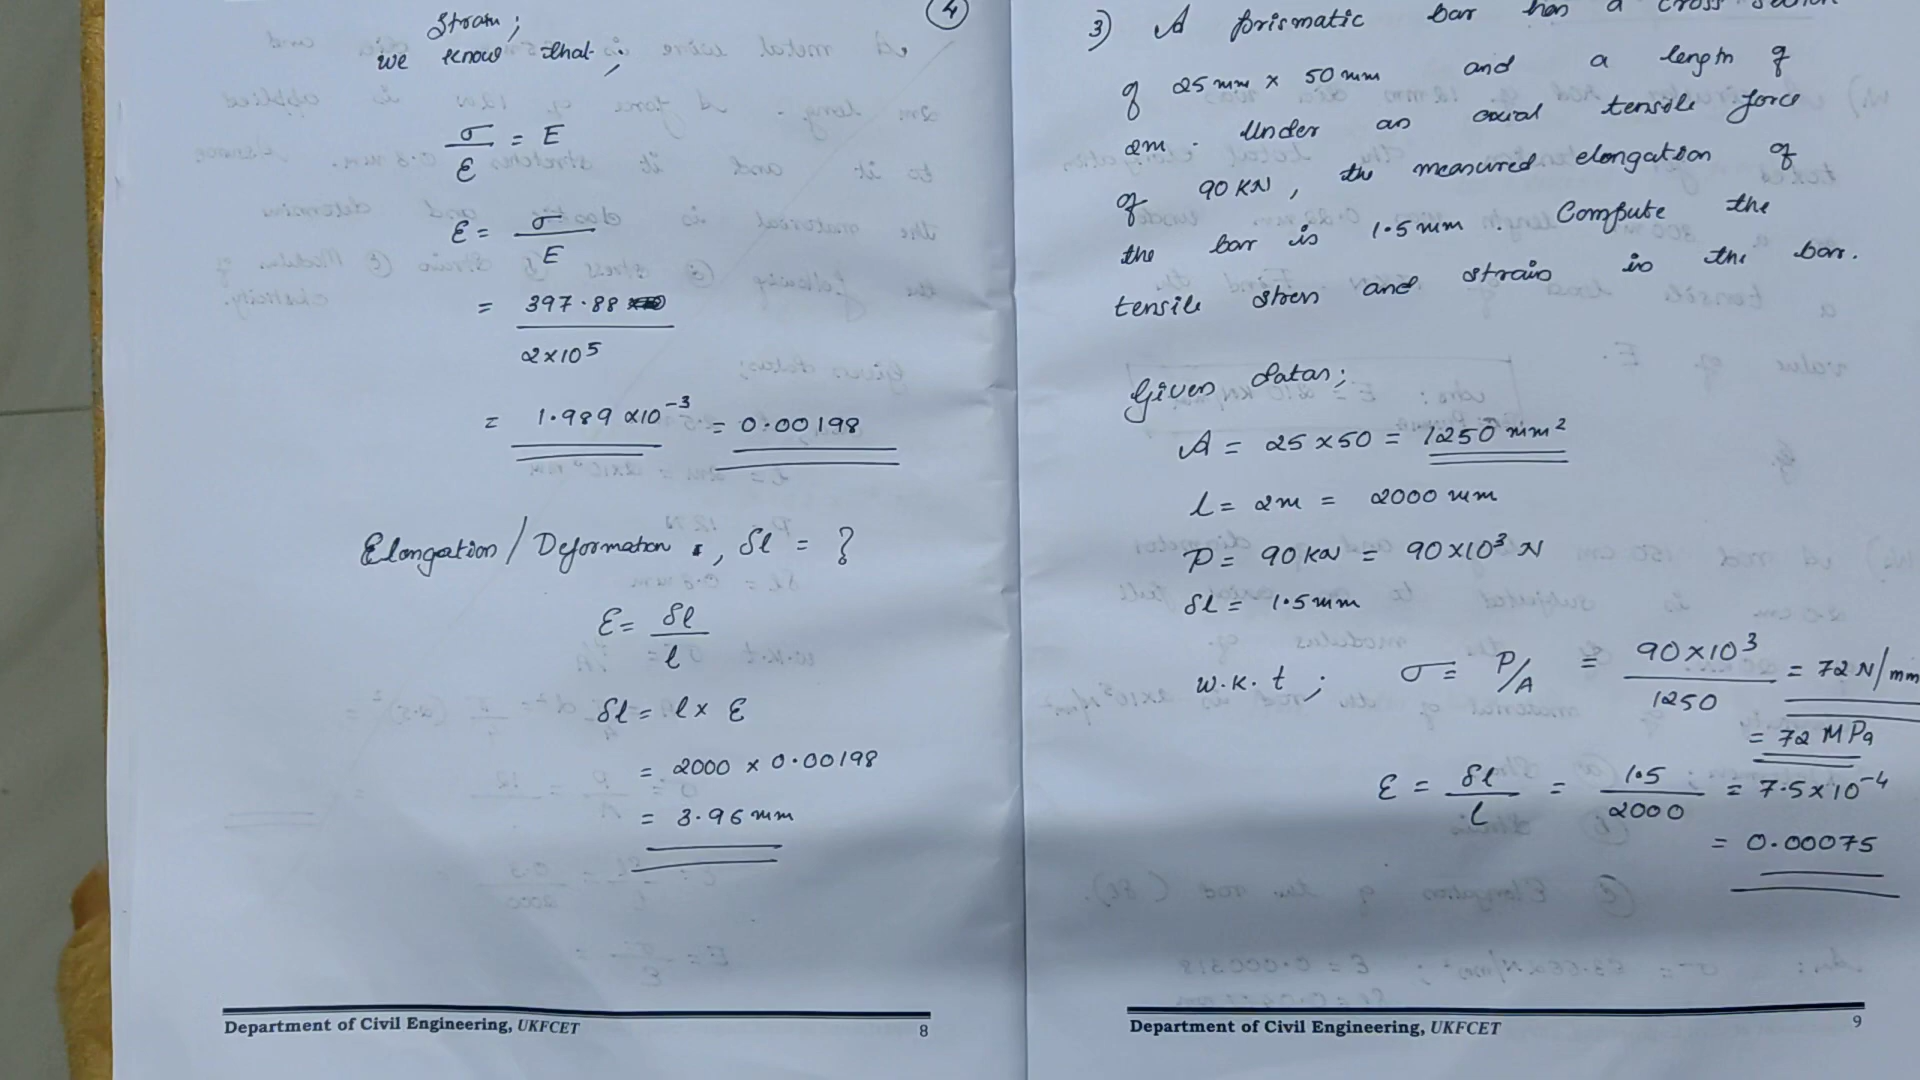 4
Strain;
we know that;
σ/ε = E
ε = σ/E
= 397.88 / 2×10⁵
= 1.989 ×10⁻³ = 0.00198
Elongation/Deformation, δl = ?
ε = δl/l
δl = l × ε
= 2000 × 0.00198
= 3.96 mm
Department of Civil Engineering, UKFCET 8
3) A prismatic bar has a cross section
of 25 mm × 50 mm and a length of
2m. Under an axial tensile force
of 90 KN, the measured elongation of
the bar is 1.5 mm. Compute the
tensile stress and strain in the bar.
Given datas;
A = 25 × 50 = 1250 mm²
l = 2m = 2000 mm
P = 90 kN = 90×10³ N
δl = 1.5 mm
w.k.t; σ = P/A = 90×10³ / 1250 = 72 N/mm
= 72 MPa
ε = δl/l = 1.5/2000 = 7.5×10⁻⁴
= 0.00075
Department of Civil Engineering, UKFCET 9